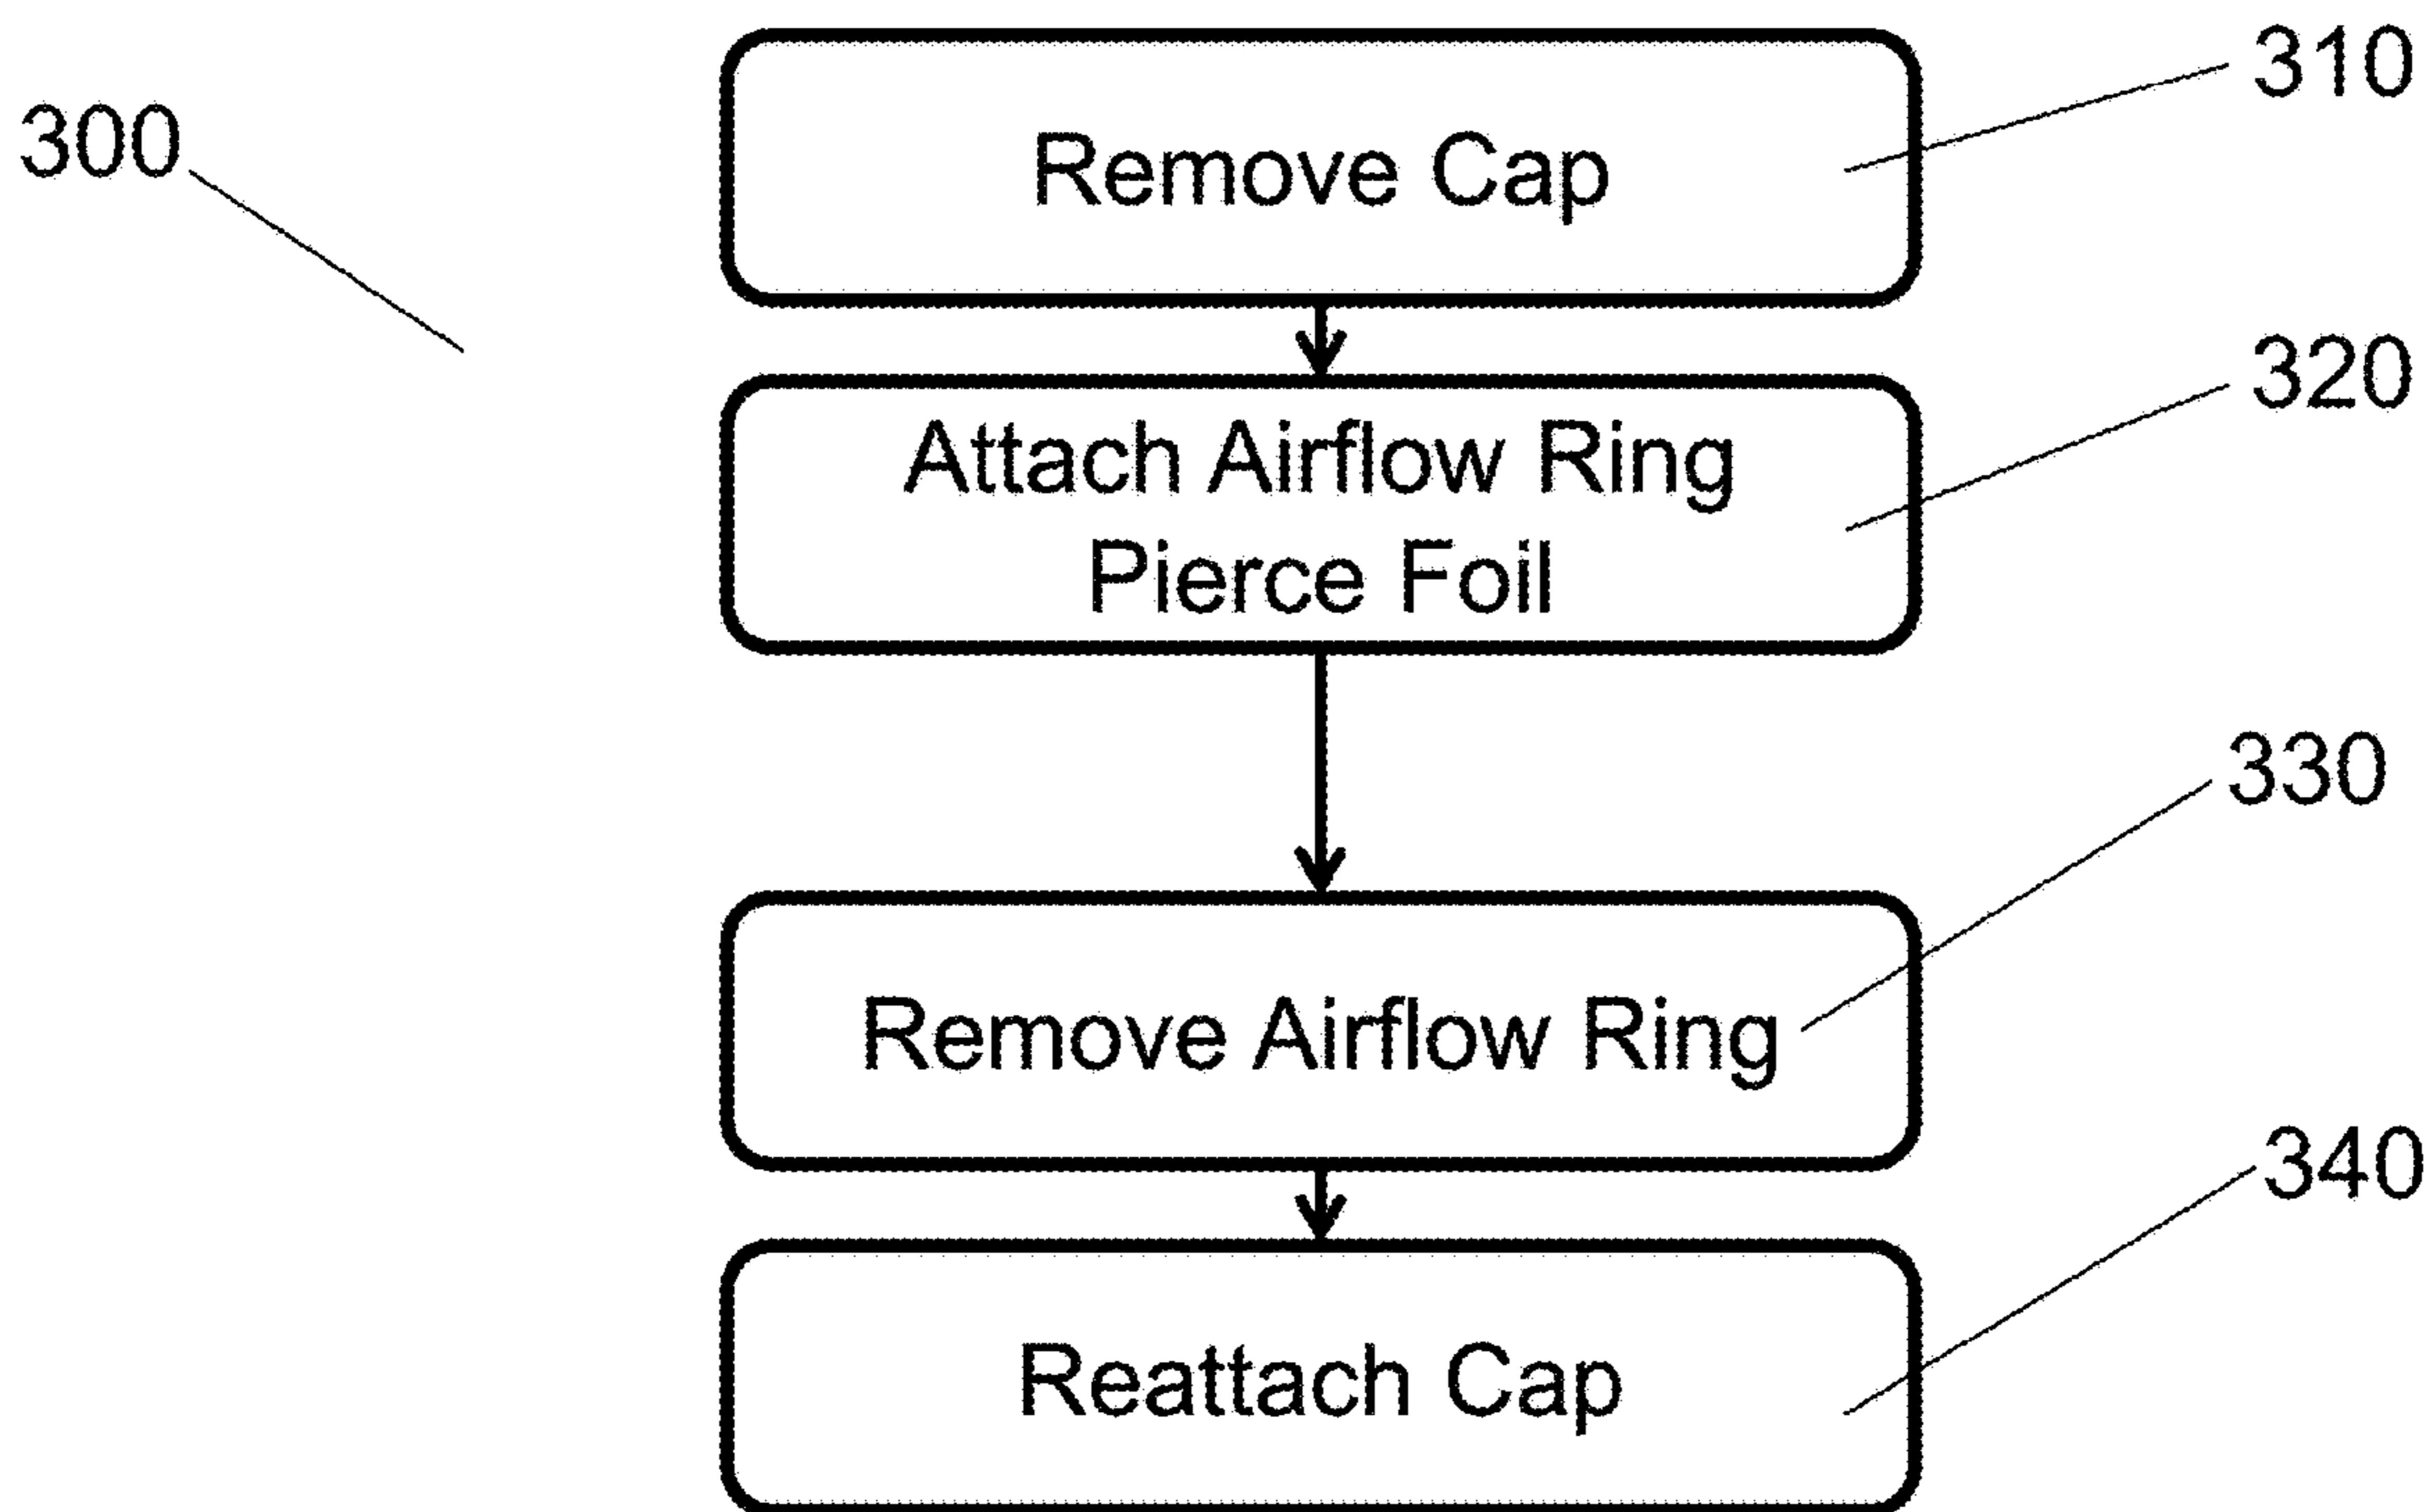 310
300
Remove Cap
320
Attach Airflow Ring
Pierce Foil
330
Remove Airflow Ring
340
Reattach Cap